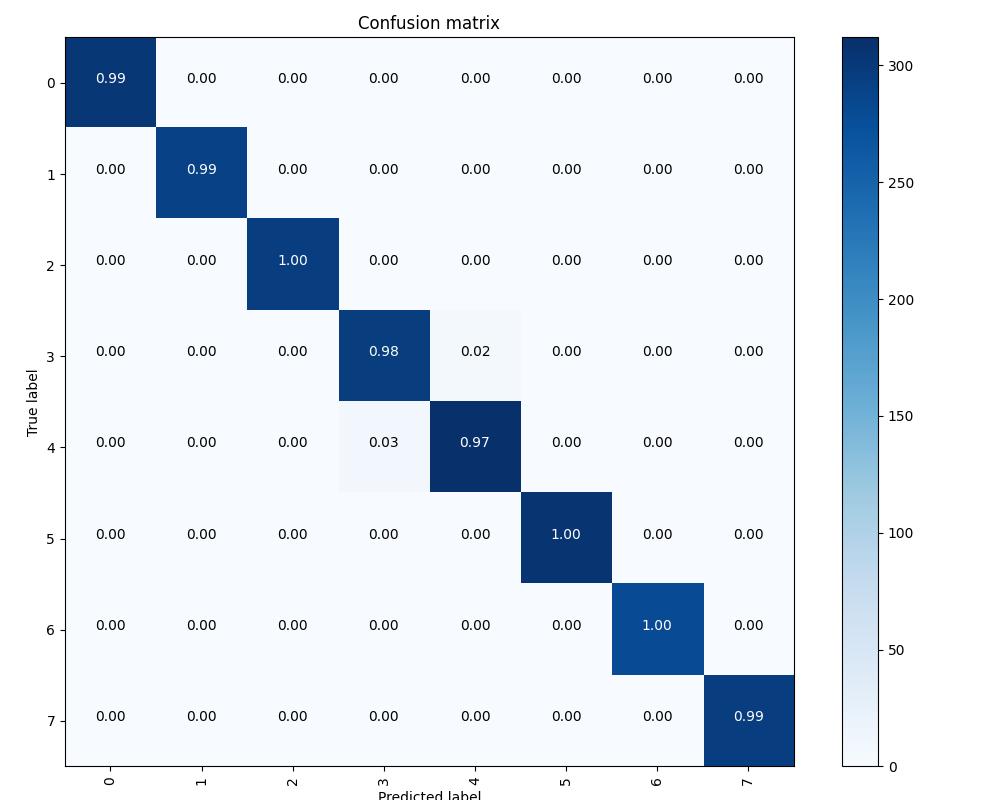 Confusion matrix
0 0.99 0.00 0.00 0.00 0.00 0.00 0.00 0.00
1 0.00 0.99 0.00 0.00 0.00 0.00 0.00 0.00
2 0.00 0.00 1.00 0.00 0.00 0.00 0.00 0.00
3 0.00 0.00 0.00 0.98 0.02 0.00 0.00 0.00
4 0.00 0.00 0.00 0.03 0.97 0.00 0.00 0.00
5 0.00 0.00 0.00 0.00 0.00 1.00 0.00 0.00
6 0.00 0.00 0.00 0.00 0.00 0.00 1.00 0.00
7 0.00 0.00 0.00 0.00 0.00 0.00 0.00 0.99
True label
0 1 2 3 4 5 6 7
Predicted label
300
250
200
150
100
50
0